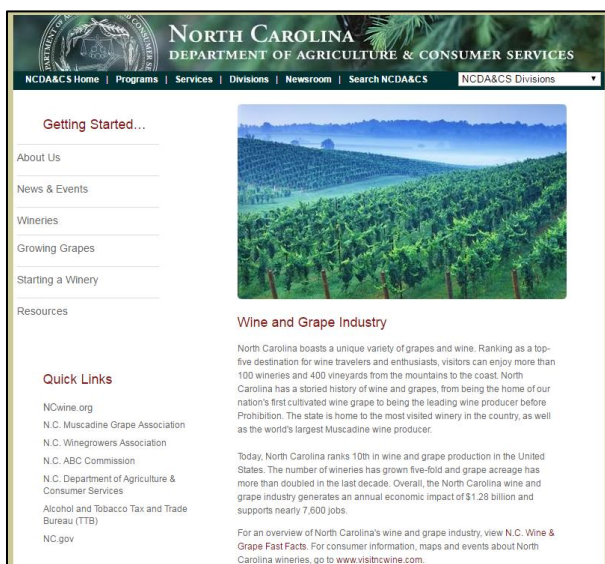 NORTH CAROLINA
DEPARTMENT OF AGRICULTURE & CONSUMER SERVICES
NCDA&CS Home | Programs | Services | Divisions | Newsroom | Search NCDA&CS
NCDA&CS Divisions
Getting Started...
About Us
News & Events
Wineries
Growing Grapes
Starting a Winery
Resources
Quick Links
NCwine.org
N.C. Muscadine Grape Association
N.C. Winegrowers Association
N.C. ABC Commission
N.C. Department of Agriculture &
Consumer Services
Alcohol and Tobacco Tax and Trade
Bureau (TTB)
NC.gov
Wine and Grape Industry
North Carolina boasts a unique variety of grapes and wine. Ranking as a top-
five destination for wine travelers and enthusiasts, visitors can enjoy more than
100 wineries and 400 vineyards from the mountains to the coast. North
Carolina has a storied history of wine and grapes, from being the home of our
nation's first cultivated wine grape to being the leading wine producer before
Prohibition. The state is home to the most visited winery in the country, as well
as the world's largest Muscadine wine producer.
Today, North Carolina ranks 10th in wine and grape production in the United
States. The number of wineries has grown five-fold and grape acreage has
more than doubled in the last decade. Overall, the North Carolina wine and
grape industry generates an annual economic impact of $1.28 billion and
supports nearly 7,600 jobs.
For an overview of North Carolina's wine and grape industry, view N.C. Wine &
Grape Fast Facts. For consumer information, maps and events about North
Carolina wineries, go to www.visitncwine.com.